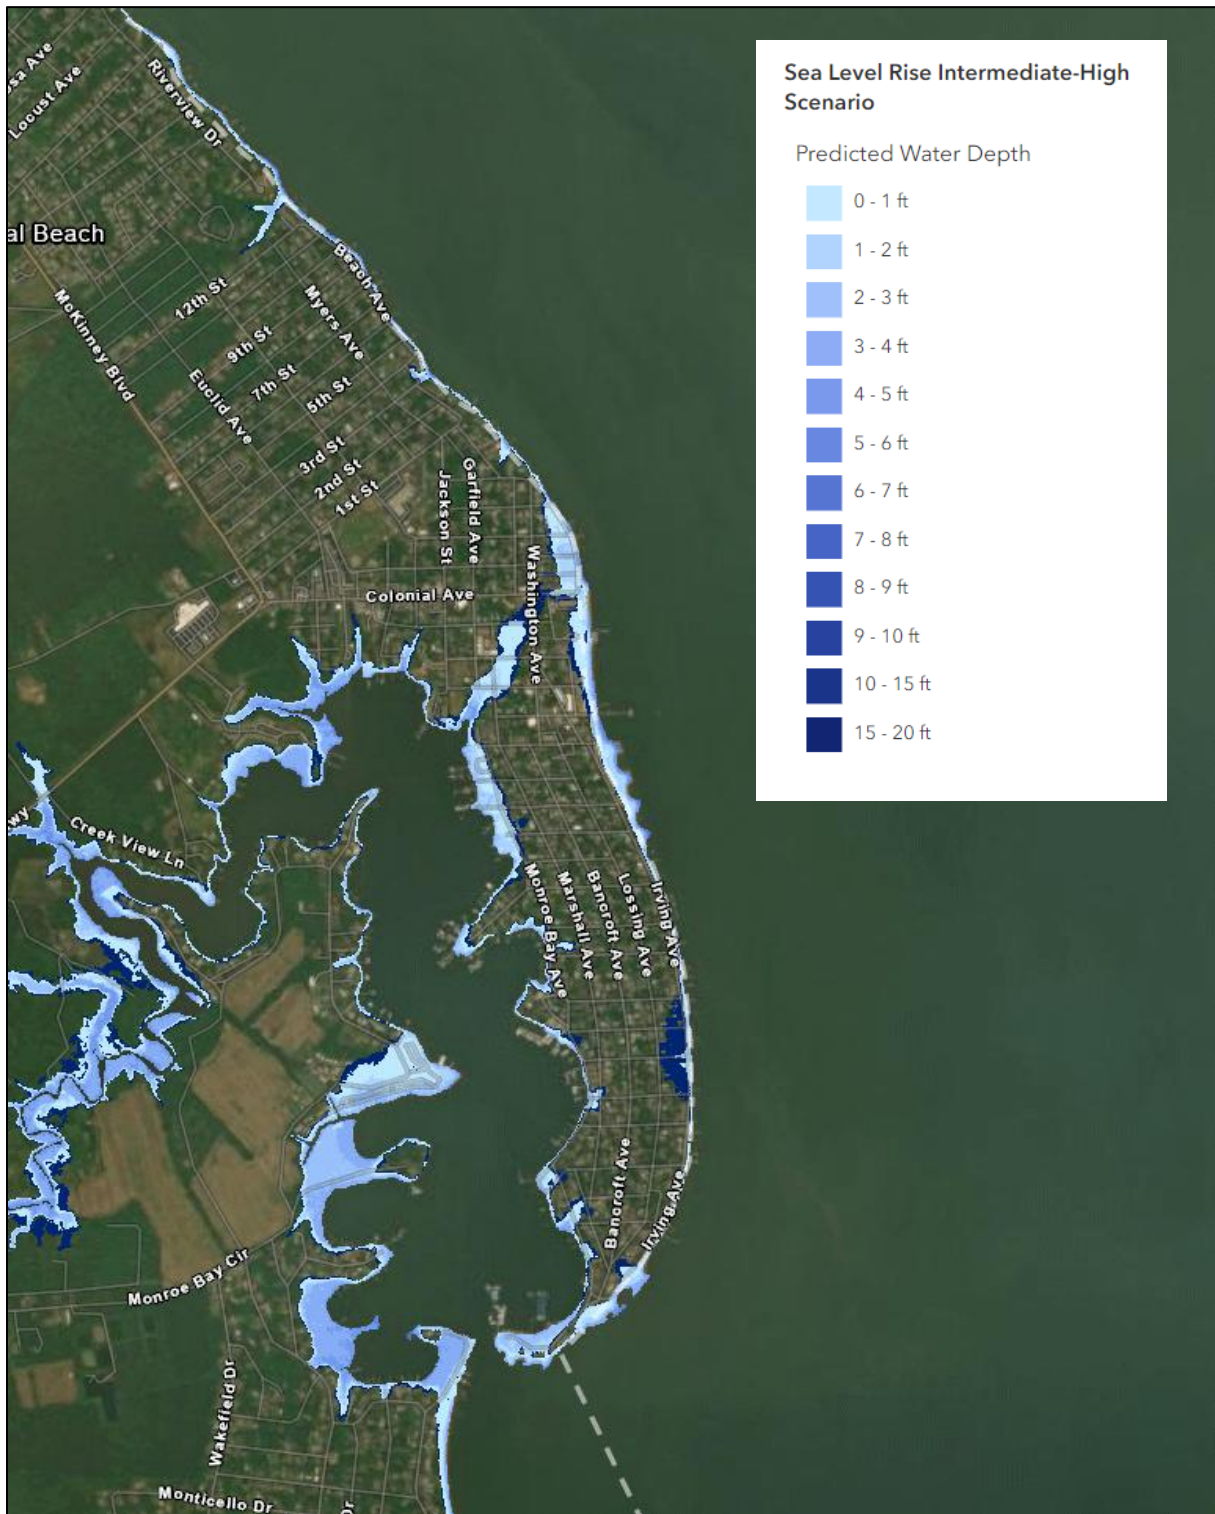 Sea Level Rise Intermediate-High
Scenario
Predicted Water Depth
0 - 1 ft
1 - 2 ft
2 - 3 ft
3 - 4 ft
4 - 5 ft
5 - 6 ft
6 - 7 ft
7 - 8 ft
8 - 9 ft
9 - 10 ft
10 - 15 ft
15 - 20 ft
osa Ave
Locust Ave
Riverview Dr
al Beach
Beach Ave
12th St
Myers Ave
McKinney Blvd
9th St
7th St
Euclid Ave
5th St
3rd St
2nd St
1st St
Garfield Ave
Jackson St
Washington Ave
Colonial Ave
wy
Creek View Ln
Monroe Bay Ave
Marshall Ave
Bancroft Ave
Lossing Ave
Irving Ave
Bancroft Ave
Irving Ave
Monroe Bay Cir
Wakefield Dr
Monticello Dr
Dr